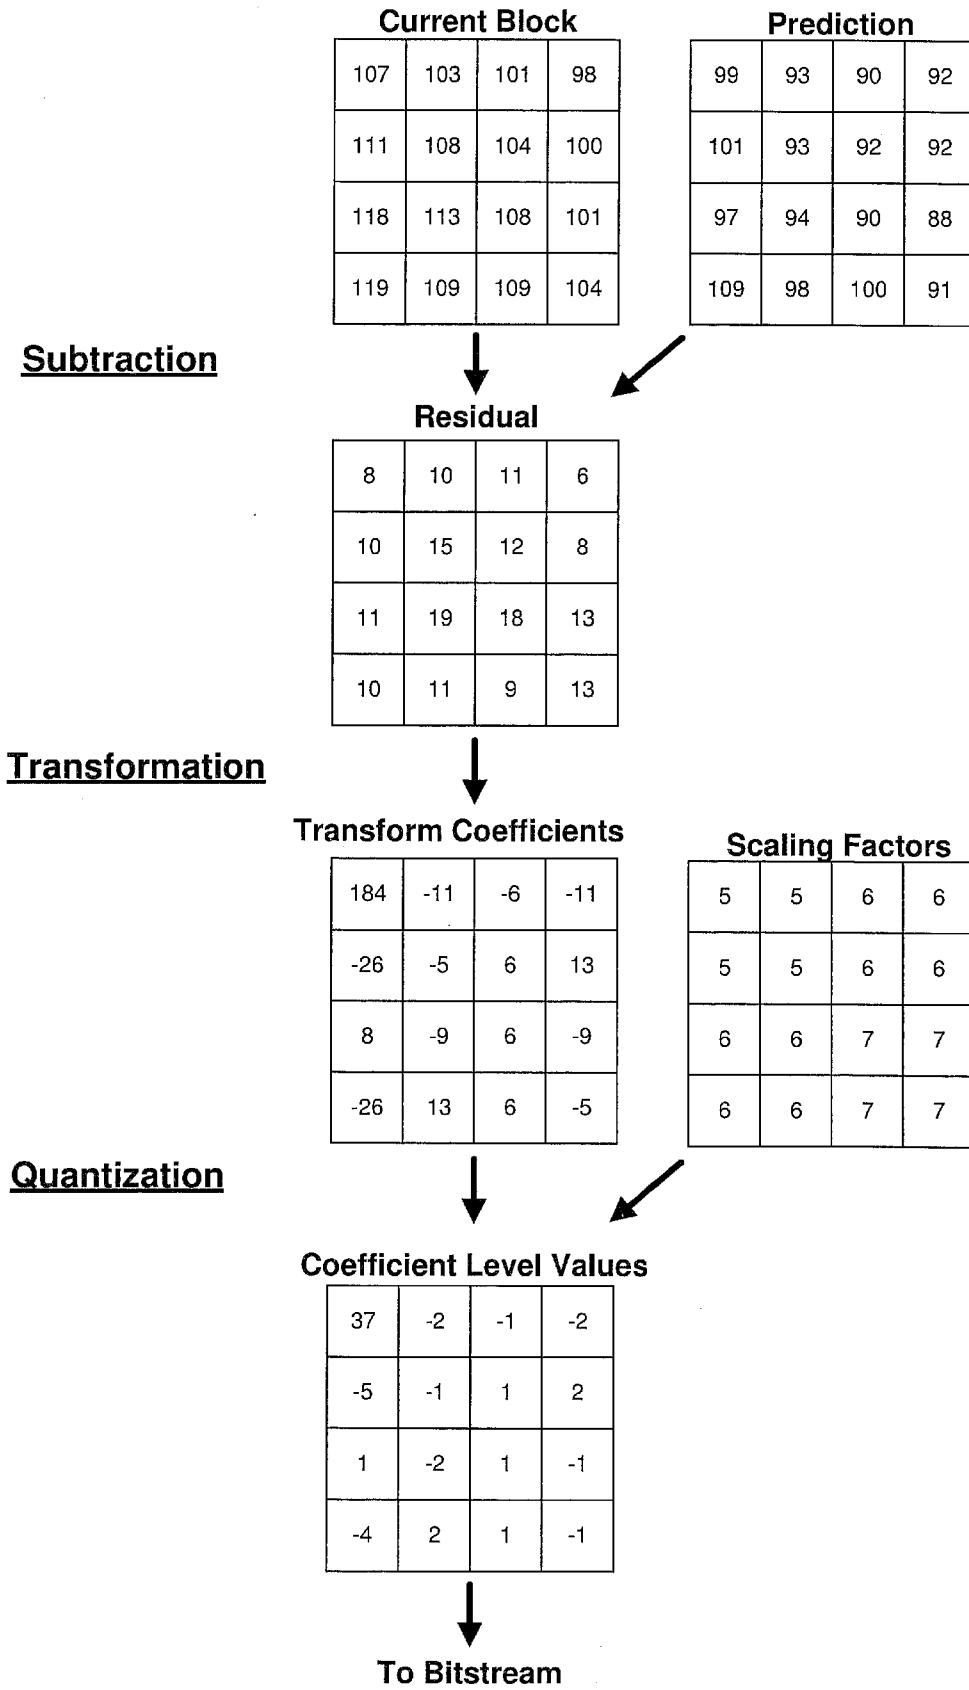 Current Block
107 103 101 98
111 108 104 100
118 113 108 101
119 109 109 104
Prediction
99 93 90 92
101 93 92 92
97 94 90 88
109 98 100 91
Subtraction
Residual
8 10 11 6
10 15 12 8
11 19 18 13
10 11 9 13
Transformation
Transform Coefficients
184 -11 -6 -11
-26 -5 6 13
8 -9 6 -9
-26 13 6 -5
Scaling Factors
5 5 6 6
5 5 6 6
6 6 7 7
6 6 7 7
Quantization
Coefficient Level Values
37 -2 -1 -2
-5 -1 1 2
1 -2 1 -1
-4 2 1 -1
To Bitstream